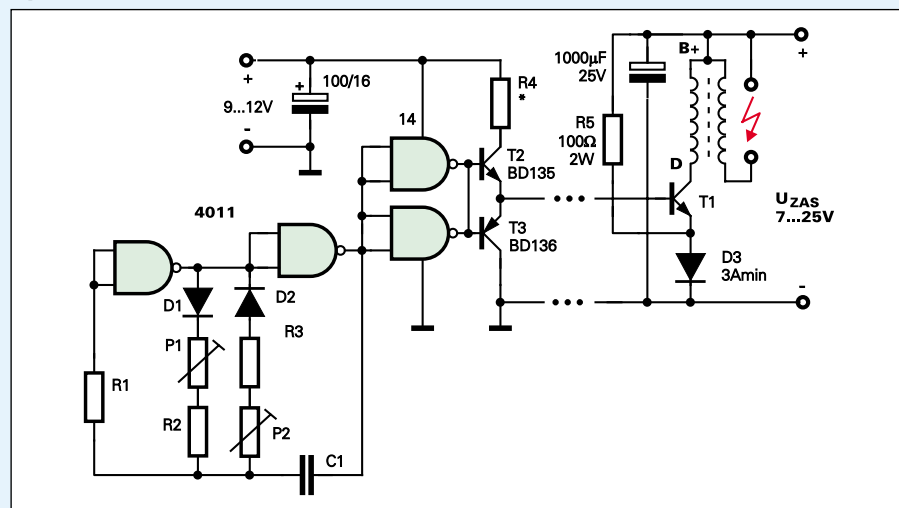 +
100/16
9...12V
-
14
R4
*
1000µF
25V
B+
+
R5
100Ω
2W
T2
BD135
D
T1
UZAS
7...25V
4011
T3
BD136
D3
3Amin
-
D1
D2
P1
R3
R1
R2
P2
C1
+